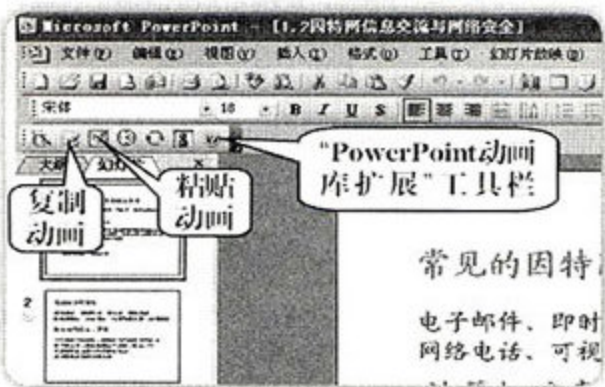 Microsoft PowerPoint - [1.2因特网信息交流与网络安全]
文件(F) 编辑(E) 视图(V) 插入(I) 格式(O) 工具(T) 幻灯片放映(D)
宋体 18 B I U S
“PowerPoint动画
库扩展”工具栏
幻灯片 ×
复制
动画
粘贴
动画
2
常见的因特
电子邮件、即时
网络电话、可视